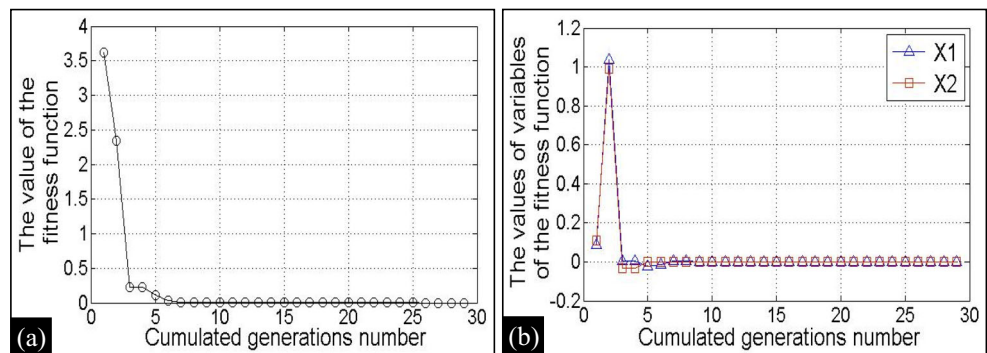 The value of the
fitness function
4
3.5
3
2.5
2
1.5
1
0.5
0
0 5 10 15 20 25 30
Cumulated generations number
(a)
The values of variables
of the fitness function
1.2
1
0.8
0.6
0.4
0.2
0
-0.2
0 5 10 15 20 25 30
Cumulated generations number
X1
X2
(b)